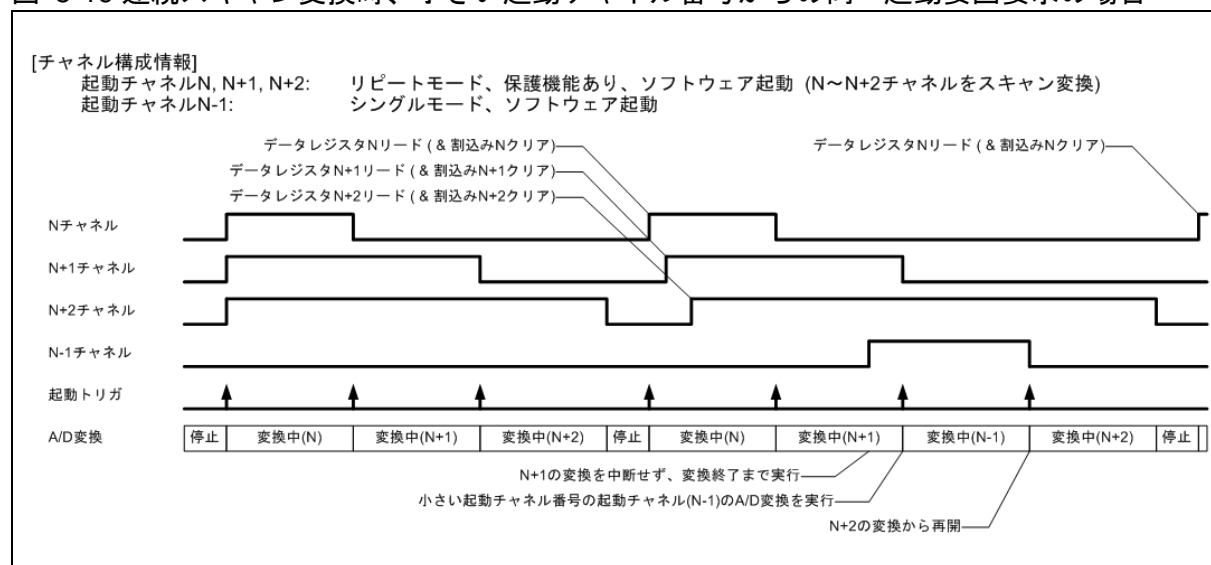 [チャネル構成情報]
起動チャネルN, N+1, N+2: リピートモード、保護機能あり、ソフトウェア起動 (N～N+2チャネルをスキャン変換)
起動チャネルN-1: シングルモード、ソフトウェア起動
データレジスタNリード ( & 割込みNクリア)
データレジスタNリード ( & 割込みNクリア)
データレジスタN+1リード ( & 割込みN+1クリア)
データレジスタN+2リード ( & 割込みN+2クリア)
Nチャネル
N+1チャネル
N+2チャネル
N-1チャネル
起動トリガ
A/D変換 停止 変換中(N) 変換中(N+1) 変換中(N+2) 停止 変換中(N) 変換中(N+1) 変換中(N-1) 変換中(N+2) 停止
N+1の変換を中断せず、変換終了まで実行
小さい起動チャネル番号の起動チャネル(N-1)のA/D変換を実行
N+2の変換から再開